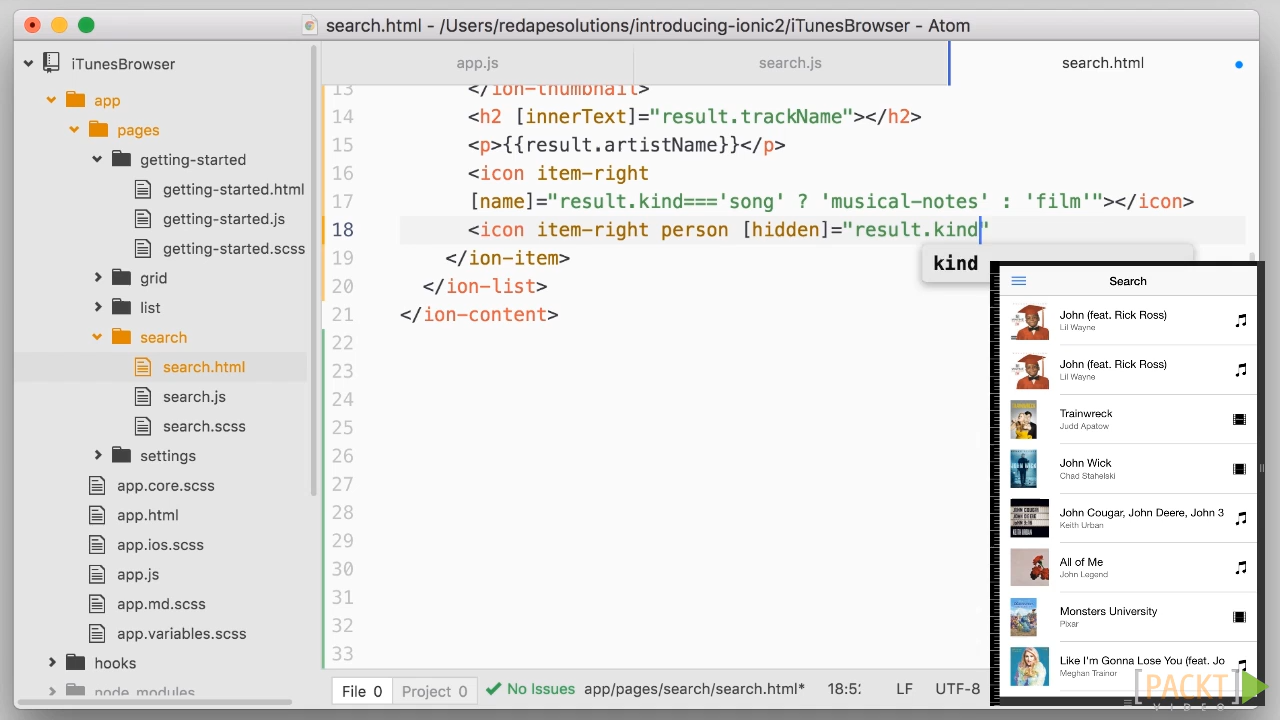 search.html - /Users/redapesolutions/introducing-ionic2/iTunesBrowser - Atom
iTunesBrowser
app
pages
getting-started
getting-started.html
getting-started.js
getting-started.scss
grid
list
search
search.html
search.js
search.scss
settings
app.core.scss
app.html
app.ios.scss
app.js
app.md.scss
app.variables.scss
hooks
node_modules
app.js
search.js
search.html
13 </ion-thumbnail>
14 <h2 [innerText]="result.trackName"></h2>
15 <p>{{result.artistName}}</p>
16 <icon item-right
17 [name]="result.kind==='song' ? 'musical-notes' : 'film'"></icon>
18 <icon item-right person [hidden]="result.kind"
19 </ion-item>
20 </ion-list>
21 </ion-content>
22
23
24
25
26
27
28
29
30
31
32
33
kind
Search
John (feat. Rick Ross)
Lil Wayne
John (feat. Rick Ross)
Lil Wayne
Trainwreck
Judd Apatow
John Wick
Chad Stahelski
John Cougar, John Deere, John 3
Keith Urban
All of Me
John Legend
Monsters University
Pixar
Like I'm Gonna Lose You (feat. Jo
Meghan Trainor
File 0
Project 0
No Issues
app/pages/search/search.html*
18:52
LF
UTF-8
PACKT
VIDEO